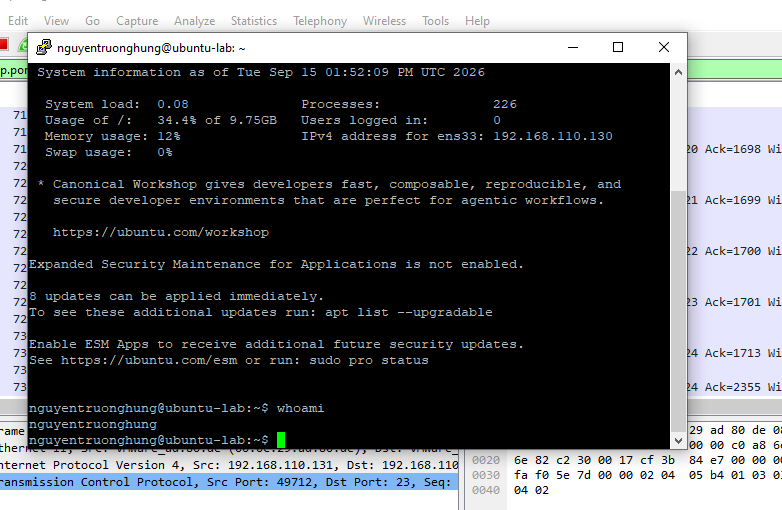 Edit View Go Capture Analyze Statistics Telephony Wireless Tools Help
nguyentruonghung@ubuntu-lab: ~
p.por
System information as of Tue Sep 15 01:52:09 PM UTC 2026
System load: 0.08 Processes: 226
Usage of /: 34.4% of 9.75GB Users logged in: 0
Memory usage: 12% IPv4 address for ens33: 192.168.110.130
Swap usage: 0%
* Canonical Workshop gives developers fast, composable, reproducible, and
secure developer environments that are perfect for agentic workflows.
https://ubuntu.com/workshop
Expanded Security Maintenance for Applications is not enabled.
8 updates can be applied immediately.
To see these additional updates run: apt list --upgradable
Enable ESM Apps to receive additional future security updates.
See https://ubuntu.com/esm or run: sudo pro status
nguyentruonghung@ubuntu-lab:~$ whoami
nguyentruonghung
nguyentruonghung@ubuntu-lab:~$
71
71
71 20 Ack=1698 Wi
72
72
72 21 Ack=1699 Wi
72
72
72 22 Ack=1700 Wi
72
72
72 23 Ack=1701 Wi
72
73
73 24 Ack=1713 Wi
73
73 24 Ack=2355 Wi
rame
nternet Protocol Version 4, Src: 192.168.110.131, Dst: 192.168.110
ransmission Control Protocol, Src Port: 49712, Dst Port: 23, Seq:
29 ad 80 de 08
00 00 c0 a8 6e
0020 6e 82 c2 30 00 17 cf 3b 84 e7 00 00 00
0030 fa f0 5e 7d 00 00 02 04 05 b4 01 03 03
0040 04 02